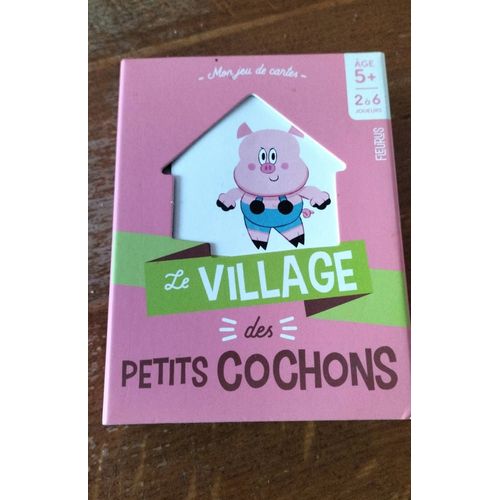 Mon jeu de cartes
ÂGE
5+
2 à 6
JOUEURS
FLEURUS
Le VILLAGE
des
PETITS COCHONS